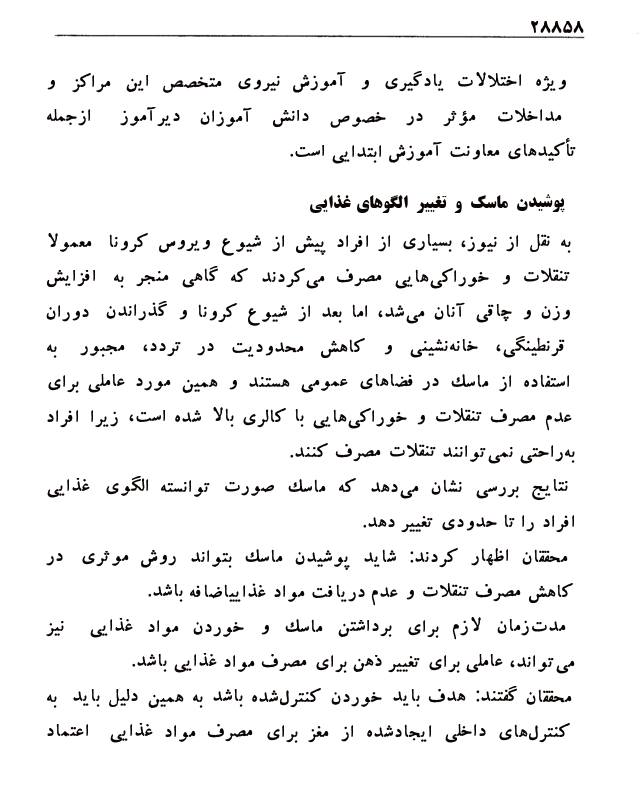 ۲۸۸۵۸
ویژه اختلالات یادگیری و آموزش نیروی متخصص این مراکز و
مداخلات مؤثر در خصوص دانش آموزان دیرآموز ازجمله
تأکیدهای معاونت آموزش ابتدایی است.
پوشیدن ماسک و تغییر الگوهای غذایی
به نقل از نیوز، بسیاری از افراد پیش از شیوع ویروس کرونا معمولا
تنقلات و خوراکی‌هایی مصرف می‌کردند که گاهی منجر به افزایش
وزن و چاقی آنان می‌شد، اما بعد از شیوع کرونا و گذراندن دوران
قرنطینگی، خانه‌نشینی و کاهش محدودیت در تردد، مجبور به
استفاده از ماسک در فضاهای عمومی هستند و همین مورد عاملی برای
عدم مصرف تنقلات و خوراکی‌هایی با کالری بالا شده است، زیرا افراد
به‌راحتی نمی‌توانند تنقلات مصرف کنند.
نتایج بررسی نشان می‌دهد که ماسک صورت توانسته الگوی غذایی
افراد را تا حدودی تغییر دهد.
محققان اظهار کردند: شاید پوشیدن ماسک بتواند روش موثری در
کاهش مصرف تنقلات و عدم دریافت مواد غذاییاضافه باشد.
مدت‌زمان لازم برای برداشتن ماسک و خوردن مواد غذایی نیز
می‌تواند، عاملی برای تغییر ذهن برای مصرف مواد غذایی باشد.
محققان گفتند: هدف باید خوردن کنترل‌شده باشد به همین دلیل باید به
کنترل‌های داخلی ایجادشده از مغز برای مصرف مواد غذایی اعتماد